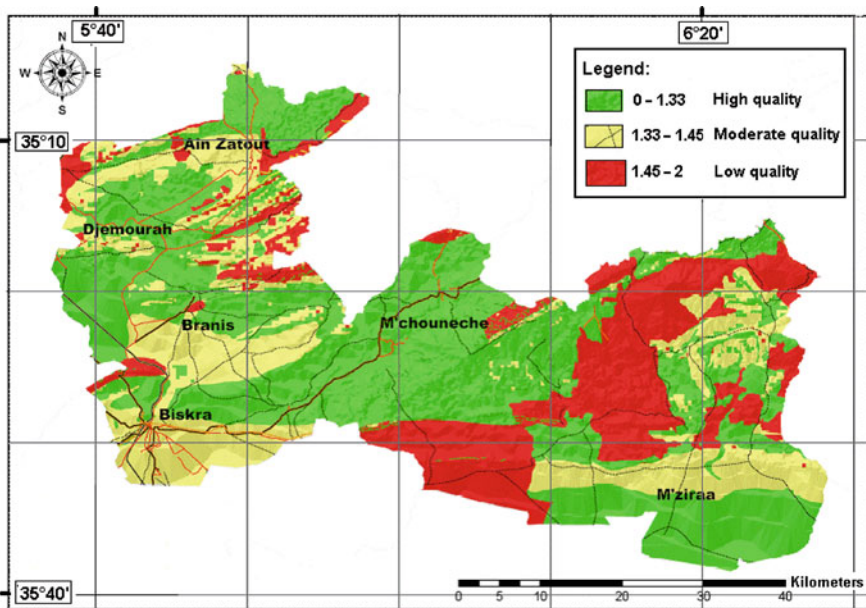 5°40'
6°20'
N
W
E
S
Legend:
0 – 1.33 High quality
1.33 – 1.45 Moderate quality
1.45 – 2 Low quality
35°10
Ain Zatout
Djemourah
Branis
M'chouneche
Biskra
M'ziraa
35°40'
Kilometers
0 5 10 20 30 40